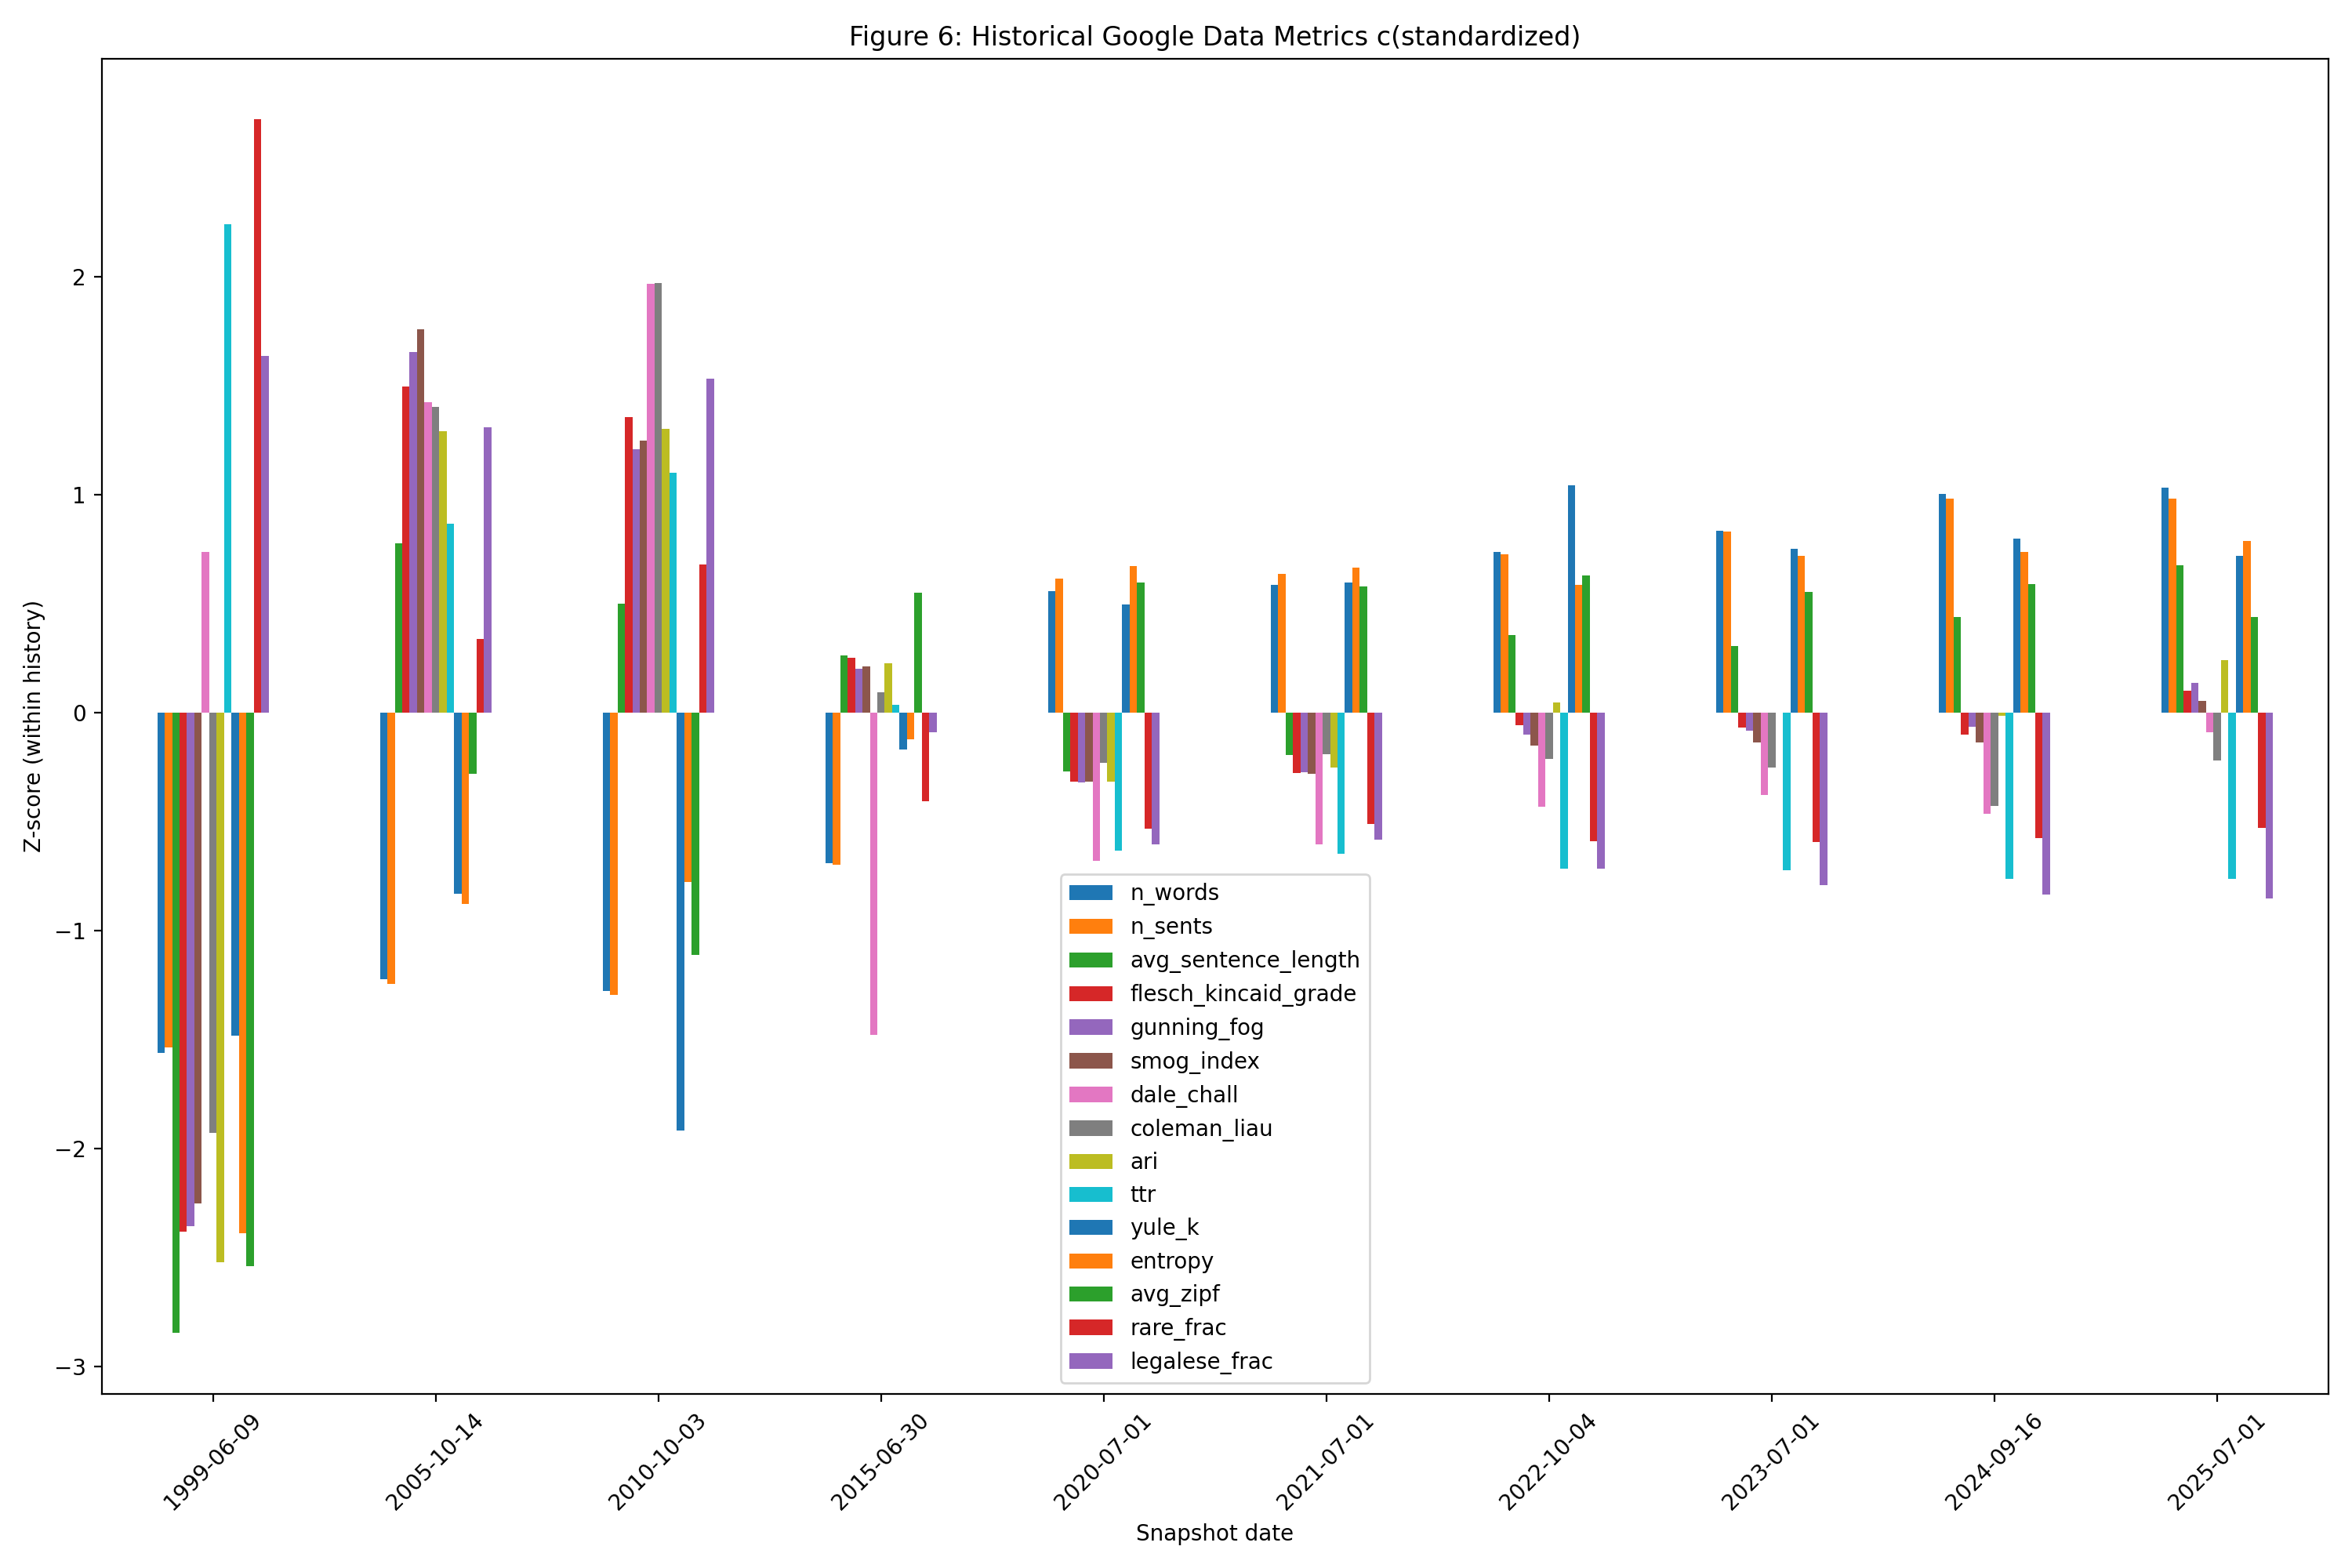 Figure 6: Historical Google Data Metrics c(standardized)
Z-score (within history)
2
1
0
−1
−2
−3
n_words
n_sents
avg_sentence_length
flesch_kincaid_grade
gunning_fog
smog_index
dale_chall
coleman_liau
ari
ttr
yule_k
entropy
avg_zipf
rare_frac
legalese_frac
1999-06-09
2005-10-14
2010-10-03
2015-06-30
2020-07-01
2021-07-01
2022-10-04
2023-07-01
2024-09-16
2025-07-01
Snapshot date